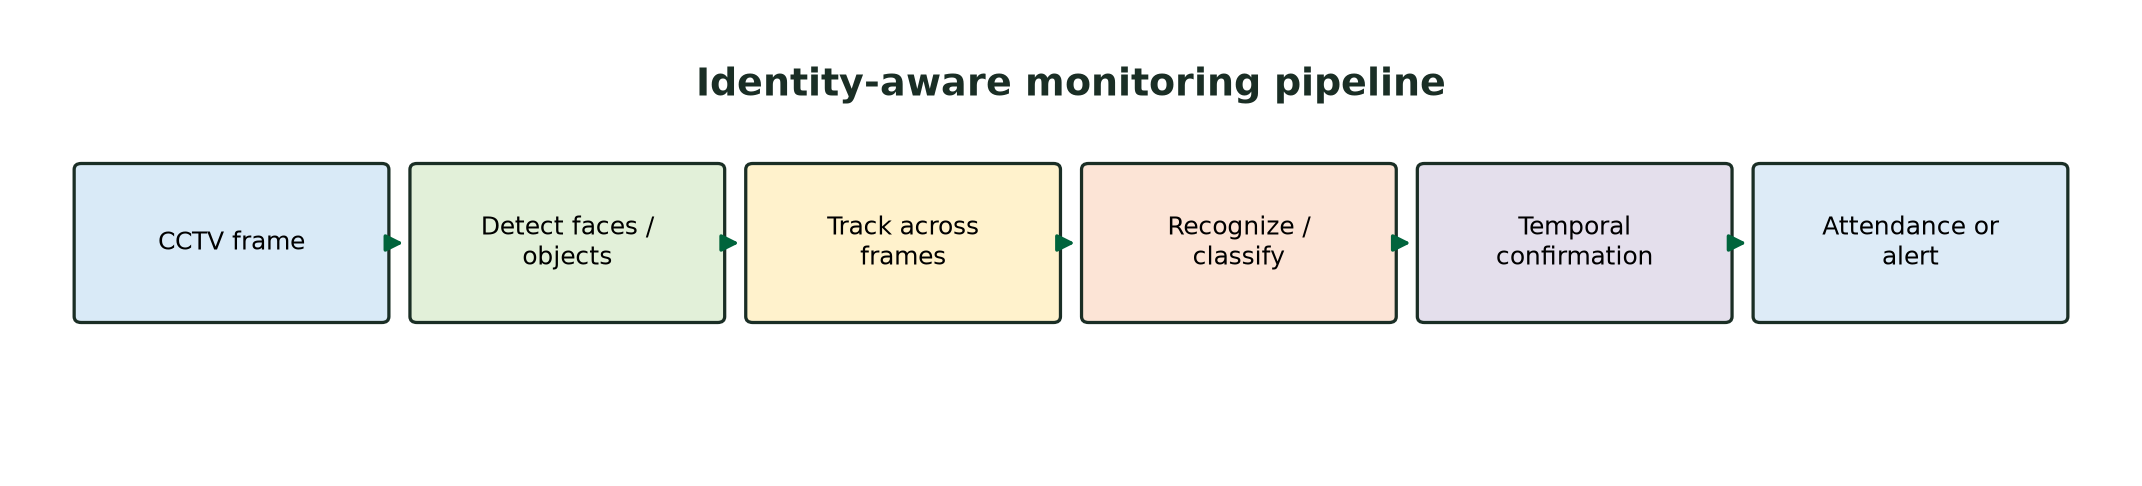 Identity-aware monitoring pipeline
CCTV frame
Detect faces /
objects
Track across
frames
Recognize /
classify
Temporal
confirmation
Attendance or
alert